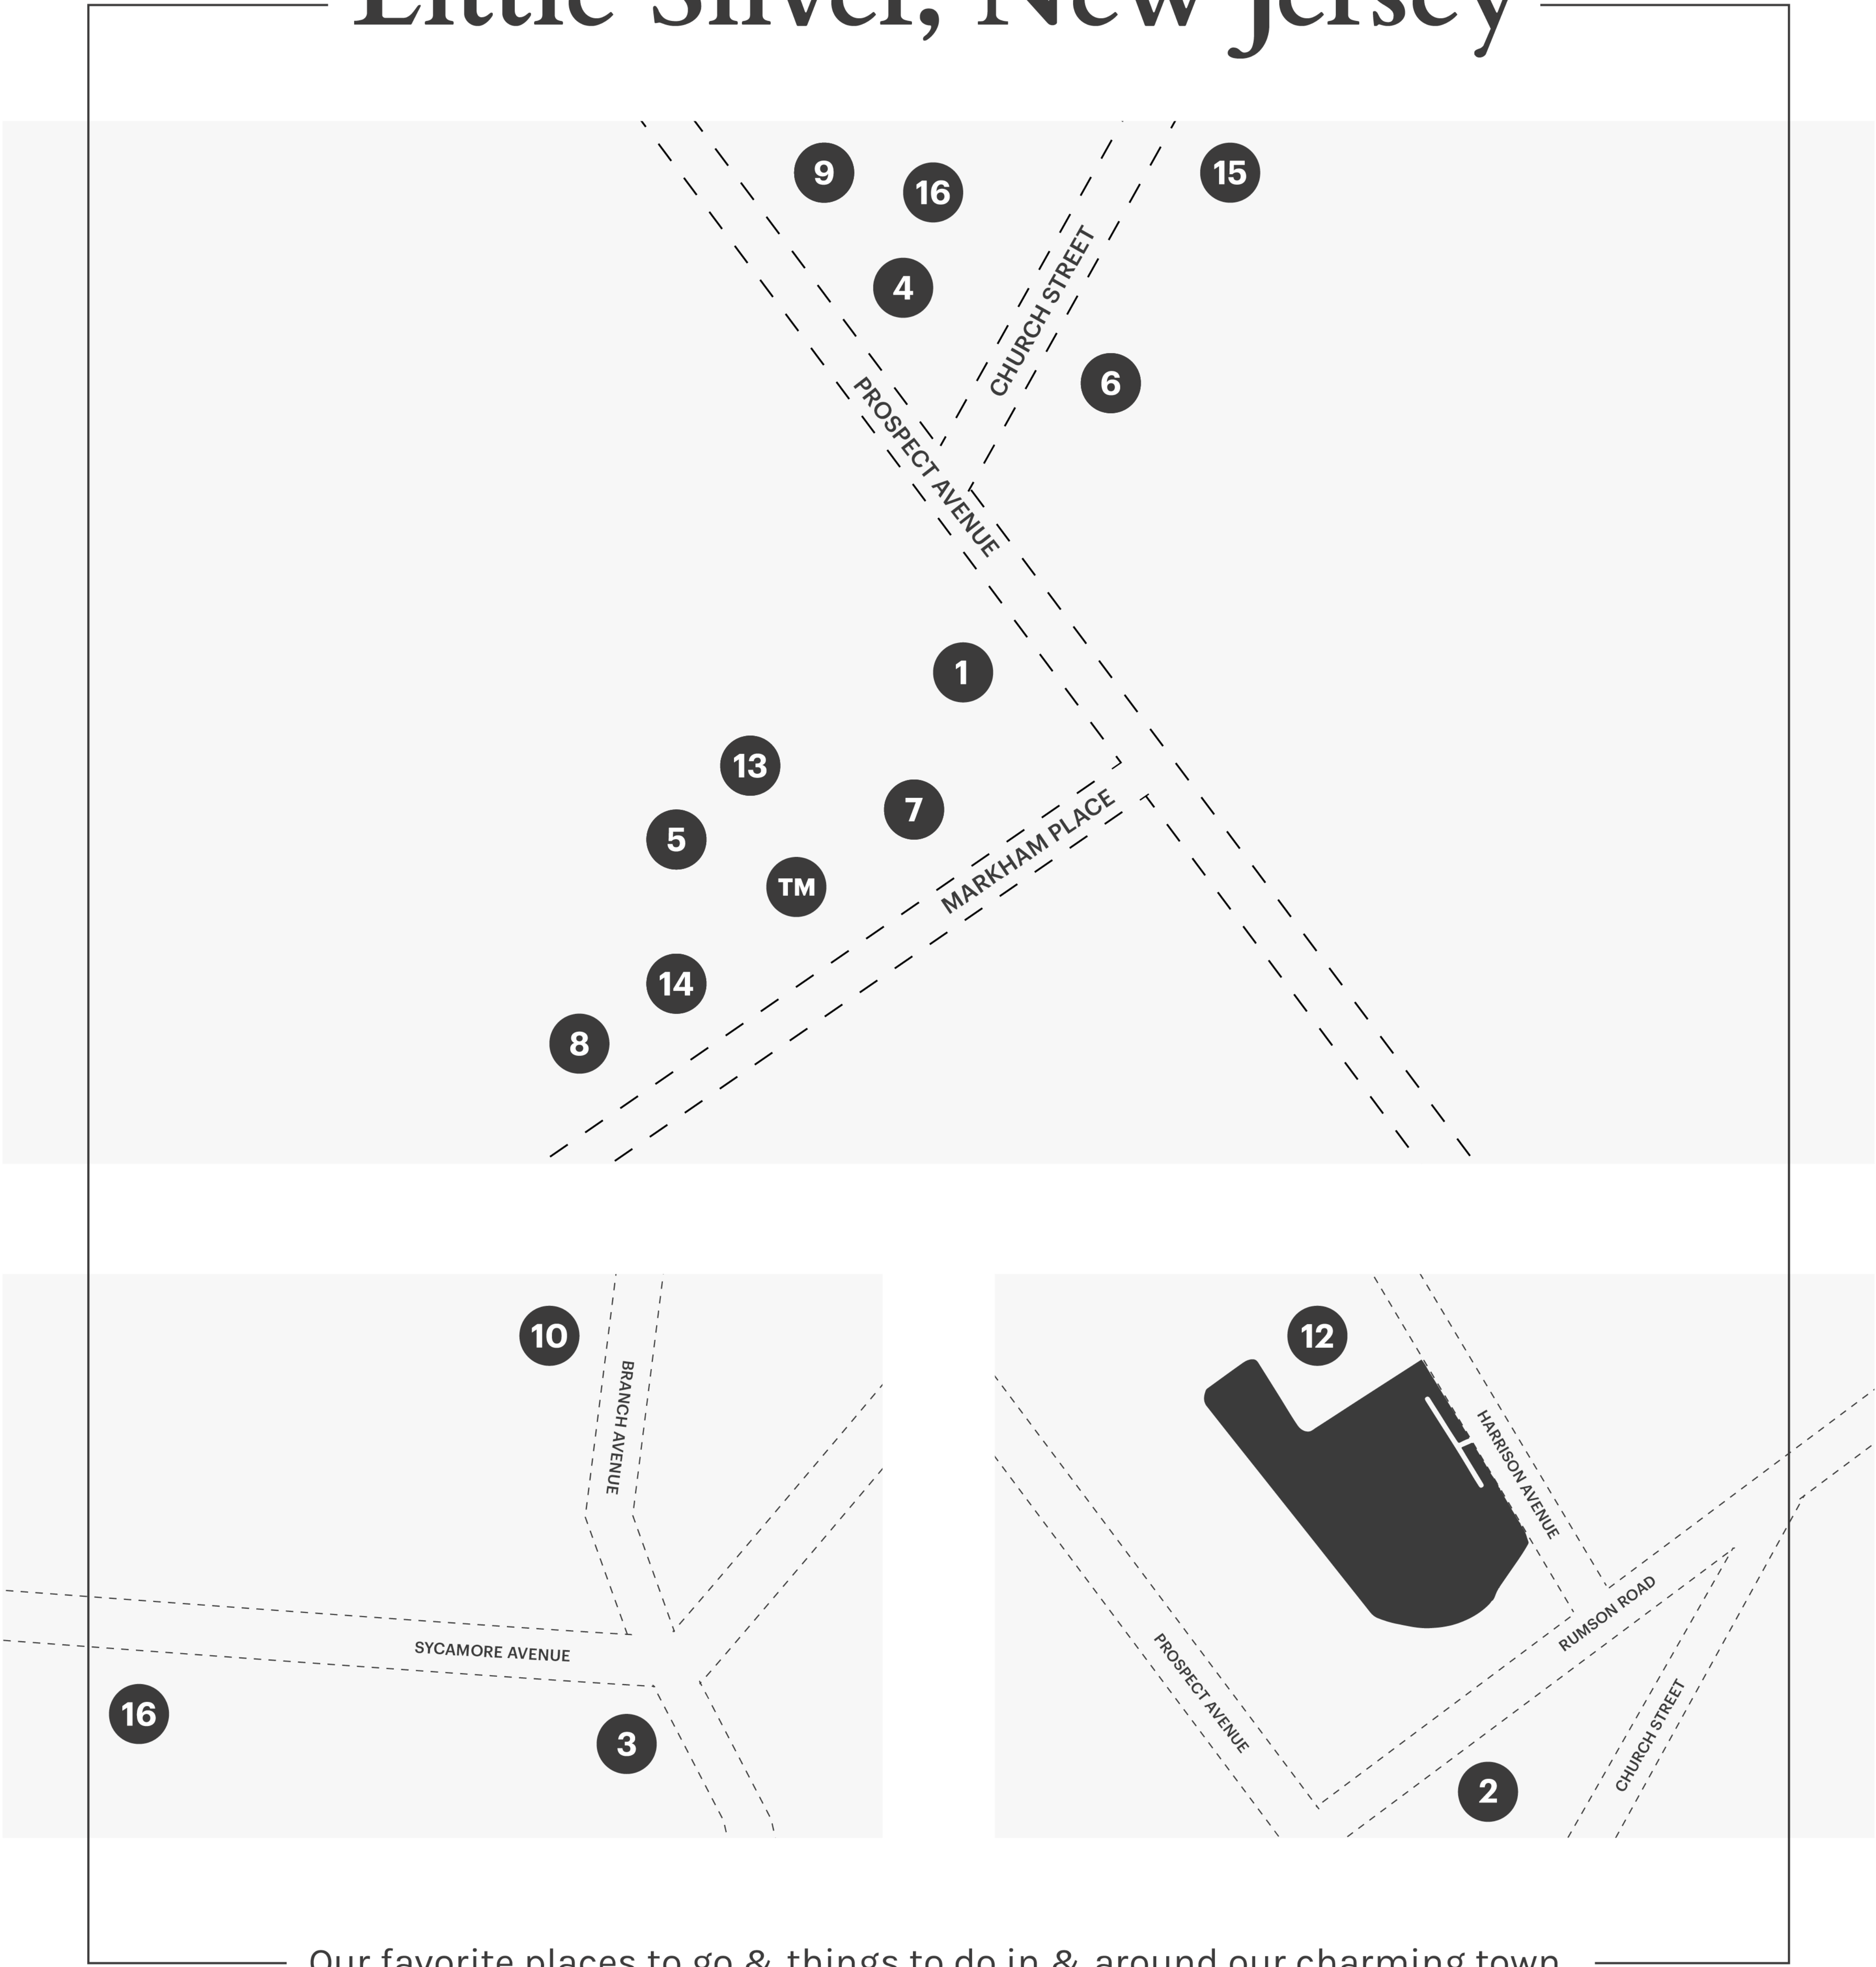 Little Silver, New Jersey
9
16
15
4
CHURCH STREET
6
PROSPECT AVENUE
1
13
7
5
MARKHAM PLACE
TM
14
8
10
BRANCH AVENUE
SYCAMORE AVENUE
16
3
12
HARRISON AVENUE
RUMSON ROAD
PROSPECT AVENUE
CHURCH STREET
2
Our favorite places to go & things to do in & around our charming town